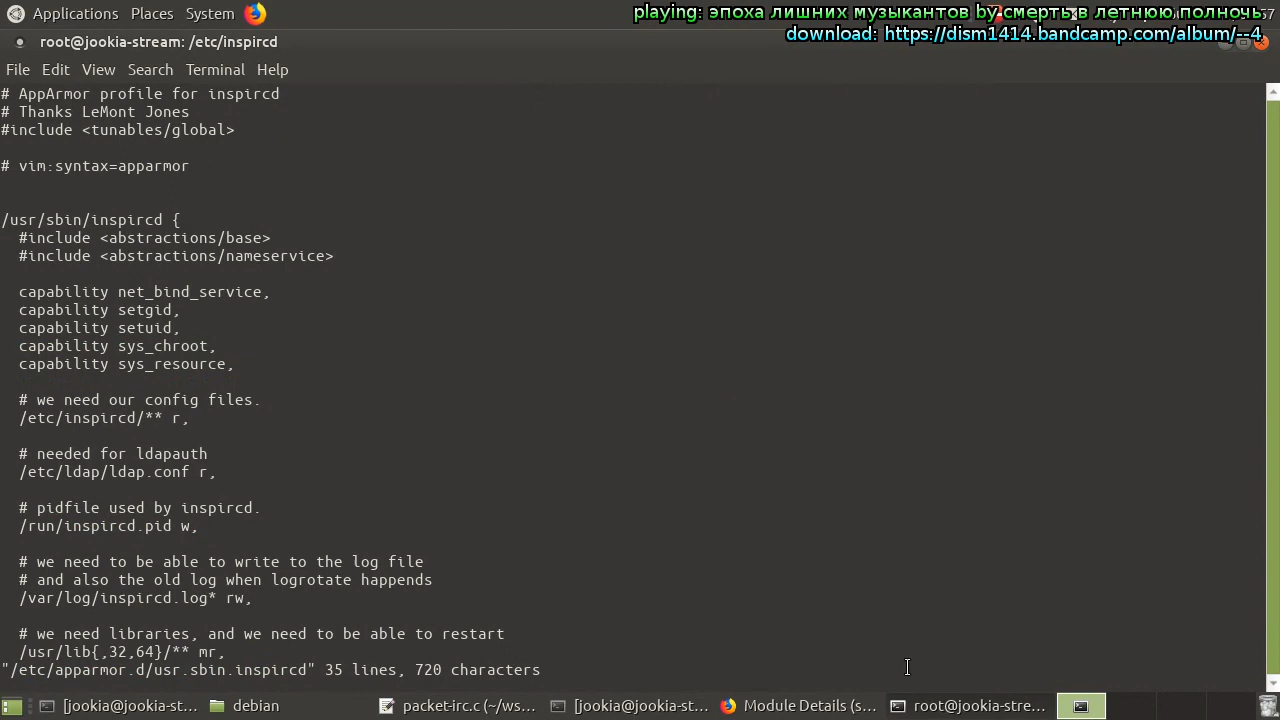 Applications Places System
playing: эпоха лишних музыкантов by смерть в летнюю полночь
download: https://dism1414.bandcamp.com/album/--4
root@jookia-stream: /etc/inspircd
File Edit View Search Terminal Help
# AppArmor profile for inspircd
# Thanks LeMont Jones
#include <tunables/global>
# vim:syntax=apparmor
/usr/sbin/inspircd {
#include <abstractions/base>
#include <abstractions/nameservice>
capability net_bind_service,
capability setgid,
capability setuid,
capability sys_chroot,
capability sys_resource,
# we need our config files.
/etc/inspircd/** r,
# needed for ldapauth
/etc/ldap/ldap.conf r,
# pidfile used by inspircd.
/run/inspircd.pid w,
# we need to be able to write to the log file
# and also the old log when logrotate happends
/var/log/inspircd.log* rw,
# we need libraries, and we need to be able to restart
/usr/lib{,32,64}/** mr,
"/etc/apparmor.d/usr.sbin.inspircd" 35 lines, 720 characters
[jookia@jookia-st... debian packet-irc.c (~/ws... [jookia@jookia-st... Module Details (s... root@jookia-stre...